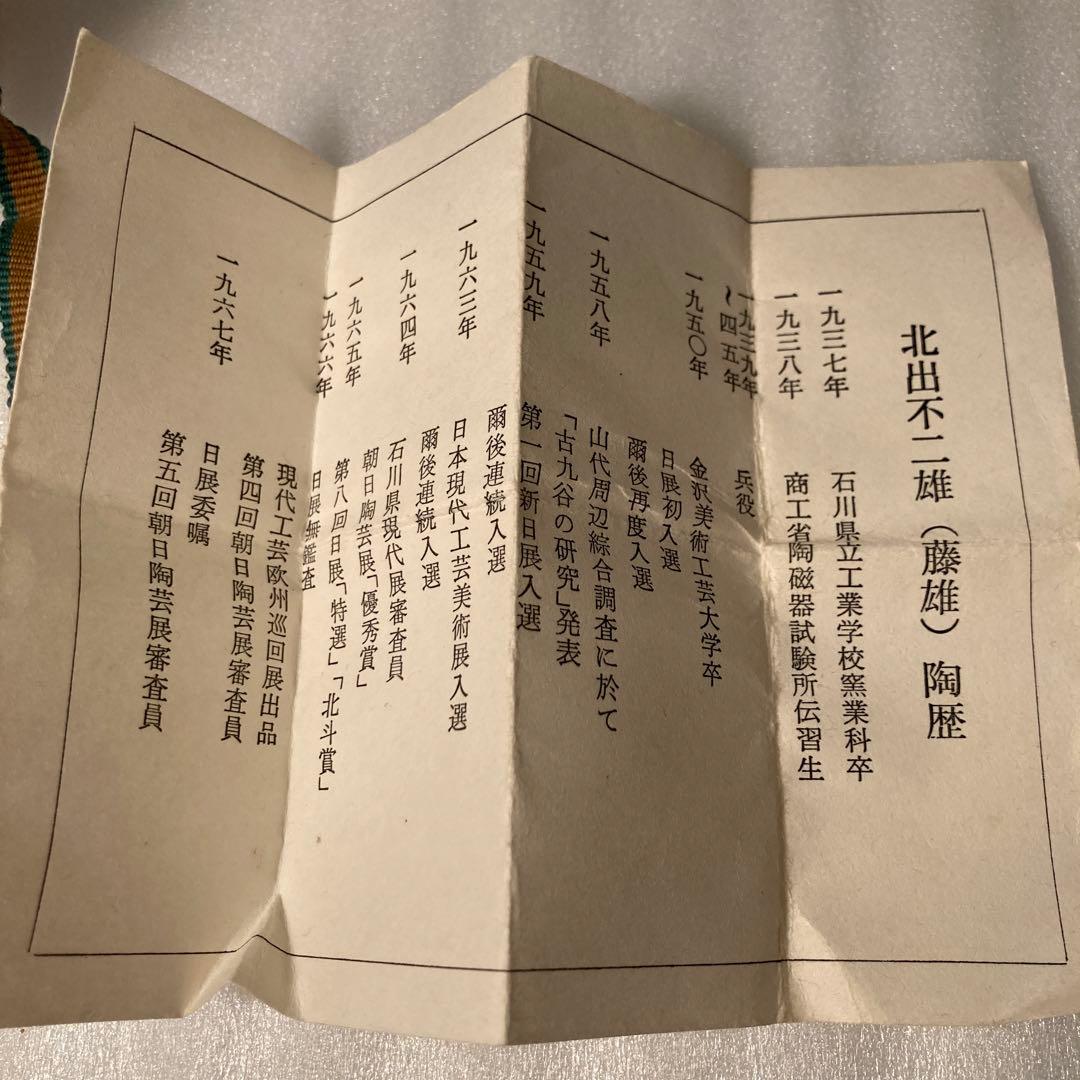 北出不二雄（藤雄）陶歴
一九三七年 石川県立工業学校窯業科卒
一九三八年 商工省陶磁器試験所伝習生
一九三九年
～四五年 兵役
一九五〇年 金沢美術工芸大学卒
日展初入選
爾後再度入選
一九五八年 山代周辺綜合調査に於て
「古九谷の研究」発表
一九五九年 第一回新日展入選
爾後連続入選
一九六三年 日本現代工芸美術展入選
爾後連続入選
一九六四年 石川県現代展審査員
朝日陶芸展「優秀賞」
一九六五年 第八回日展「特選」「北斗賞」
一九六六年 日展無鑑査
現代工芸欧州巡回展出品
第四回朝日陶芸展審査員
一九六七年 日展委嘱
第五回朝日陶芸展審査員